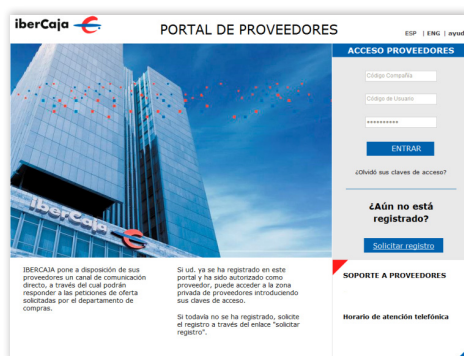 iberCaja
PORTAL DE PROVEEDORES
ESP | ENG | ayud
ACCESO PROVEEDORES
Código Compañía
Código de Usuario
**********
ENTRAR
¿Olvidó sus claves de acceso?
¿Aún no está
registrado?
Solicitar registro
iberCaja
IBERCAJA pone a disposición de sus
proveedores un canal de comunicación
directo, a través del cual podrán
responder a las peticiones de oferta
solicitadas por el departamento de
compras.
Si ud. ya se ha registrado en este
portal y ha sido autorizado como
proveedor, puede acceder a la zona
privada de proveedores introduciendo
sus claves de acceso.
Si todavía no se ha registrado, solicite
el registro a través del enlace "solicitar
registro".
SOPORTE A PROVEEDORES
Horario de atención telefónica